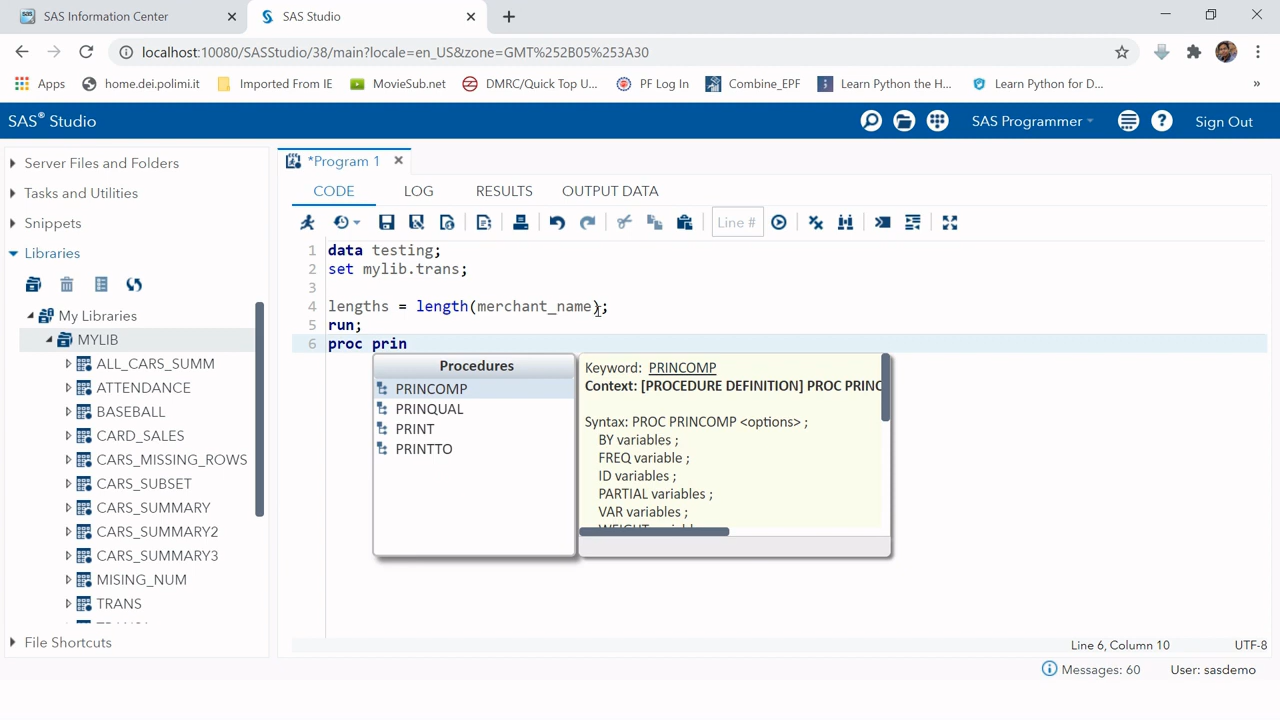 SAS Information Center
SAS Studio
localhost:10080/SASStudio/38/main?locale=en_US&zone=GMT%252B05%253A30
Apps home.dei.polimi.it Imported From IE MovieSub.net DMRC/Quick Top U... PF Log In Combine_EPF Learn Python the H... Learn Python for D... »
SAS® Studio
SAS Programmer
Sign Out
Server Files and Folders
Tasks and Utilities
Snippets
Libraries
My Libraries
MYLIB
ALL_CARS_SUMM
ATTENDANCE
BASEBALL
CARD_SALES
CARS_MISSING_ROWS
CARS_SUBSET
CARS_SUMMARY
CARS_SUMMARY2
CARS_SUMMARY3
MISING_NUM
TRANS
File Shortcuts
*Program 1
CODE LOG RESULTS OUTPUT DATA
Line #
1 data testing;
2 set mylib.trans;
3
4 lengths = length(merchant_name);
5 run;
6 proc prin
Procedures
PRINCOMP
PRINQUAL
PRINT
PRINTTO
Keyword: PRINCOMP
Context: [PROCEDURE DEFINITION] PROC PRINC
Syntax: PROC PRINCOMP <options> ;
BY variables ;
FREQ variable ;
ID variables ;
PARTIAL variables ;
VAR variables ;
Line 6, Column 10
UTF-8
Messages: 60
User: sasdemo